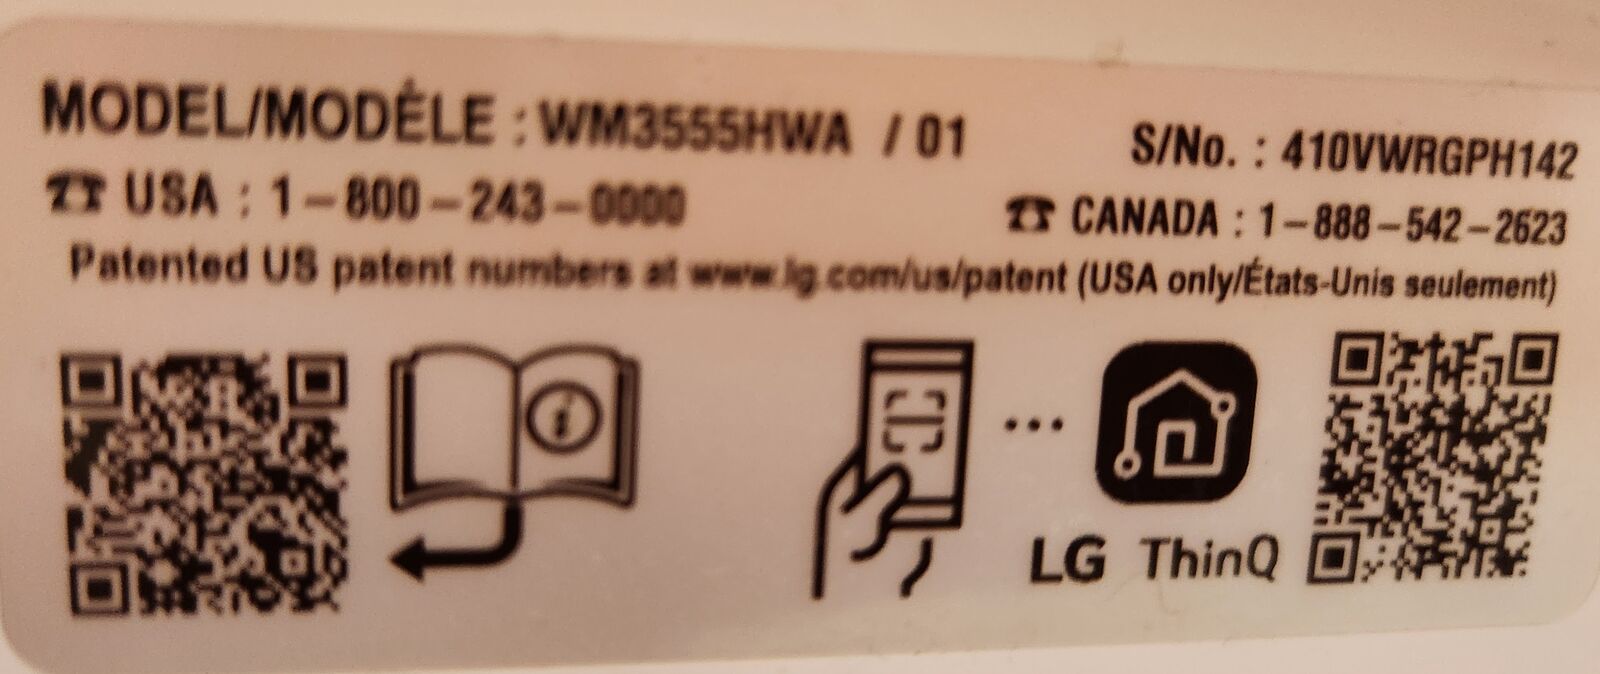 MODEL/MODÈLE : WM3555HWA / 01
S/No. : 410VWRGPH142
☎ USA : 1-800-243-0000
☎ CANADA : 1-888-542-2623
Patented US patent numbers at www.lg.com/us/patent (USA only/États-Unis seulement)
i
LG ThinQ